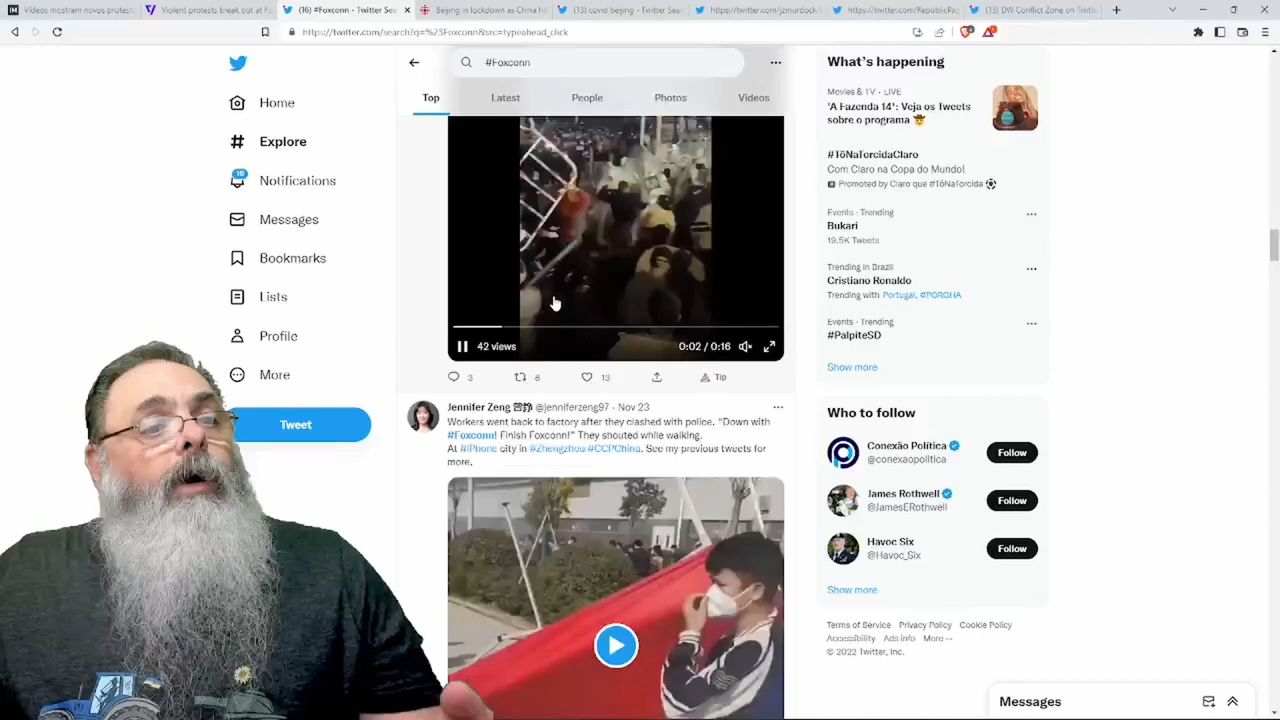 Vídeos mostram novos protest
Violent protests break out at Fo
(16) #Foxconn - Twitter Sea
Beijing in lockdown as China hi
(13) covid beijing - Twitter Sea
https://twitter.com/jzmurdock/s
https://twitter.com/RepublicPag
(13) DW Conflict Zone on Twitt
https://twitter.com/search?q=%23Foxconn&src=typeahead_click
Home
Explore
16
Notifications
Messages
Bookmarks
Lists
Profile
More
Tweet
#Foxconn
Top
Latest
People
Photos
Videos
42 views
0:02 / 0:16
3
8
13
Tip
Jennifer Zeng 曾錚 @jenniferzeng97 · Nov 23
Workers went back to factory after they clashed with police. "Down with
#Foxconn! Finish Foxconn!" They shouted while walking.
At #iPhone city in #Zhengzhou #CCPChina. See my previous tweets for
more.
What's happening
Movies & TV · LIVE
'A Fazenda 14': Veja os Tweets
sobre o programa 🤠
#TôNaTorcidaClaro
Com Claro na Copa do Mundo!
Promoted by Claro que #TôNaTorcida ⚽
Events · Trending
Bukari
19.5K Tweets
Trending in Brazil
Cristiano Ronaldo
Trending with Portugal, #PORGHA
Events · Trending
#PalpiteSD
Show more
Who to follow
Conexão Política
@conexaopolitica
Follow
James Rothwell
@JamesERothwell
Follow
Havoc Six
@Havoc_Six
Follow
Show more
Terms of Service Privacy Policy Cookie Policy
Accessibility Ads info More ···
© 2022 Twitter, Inc.
Messages